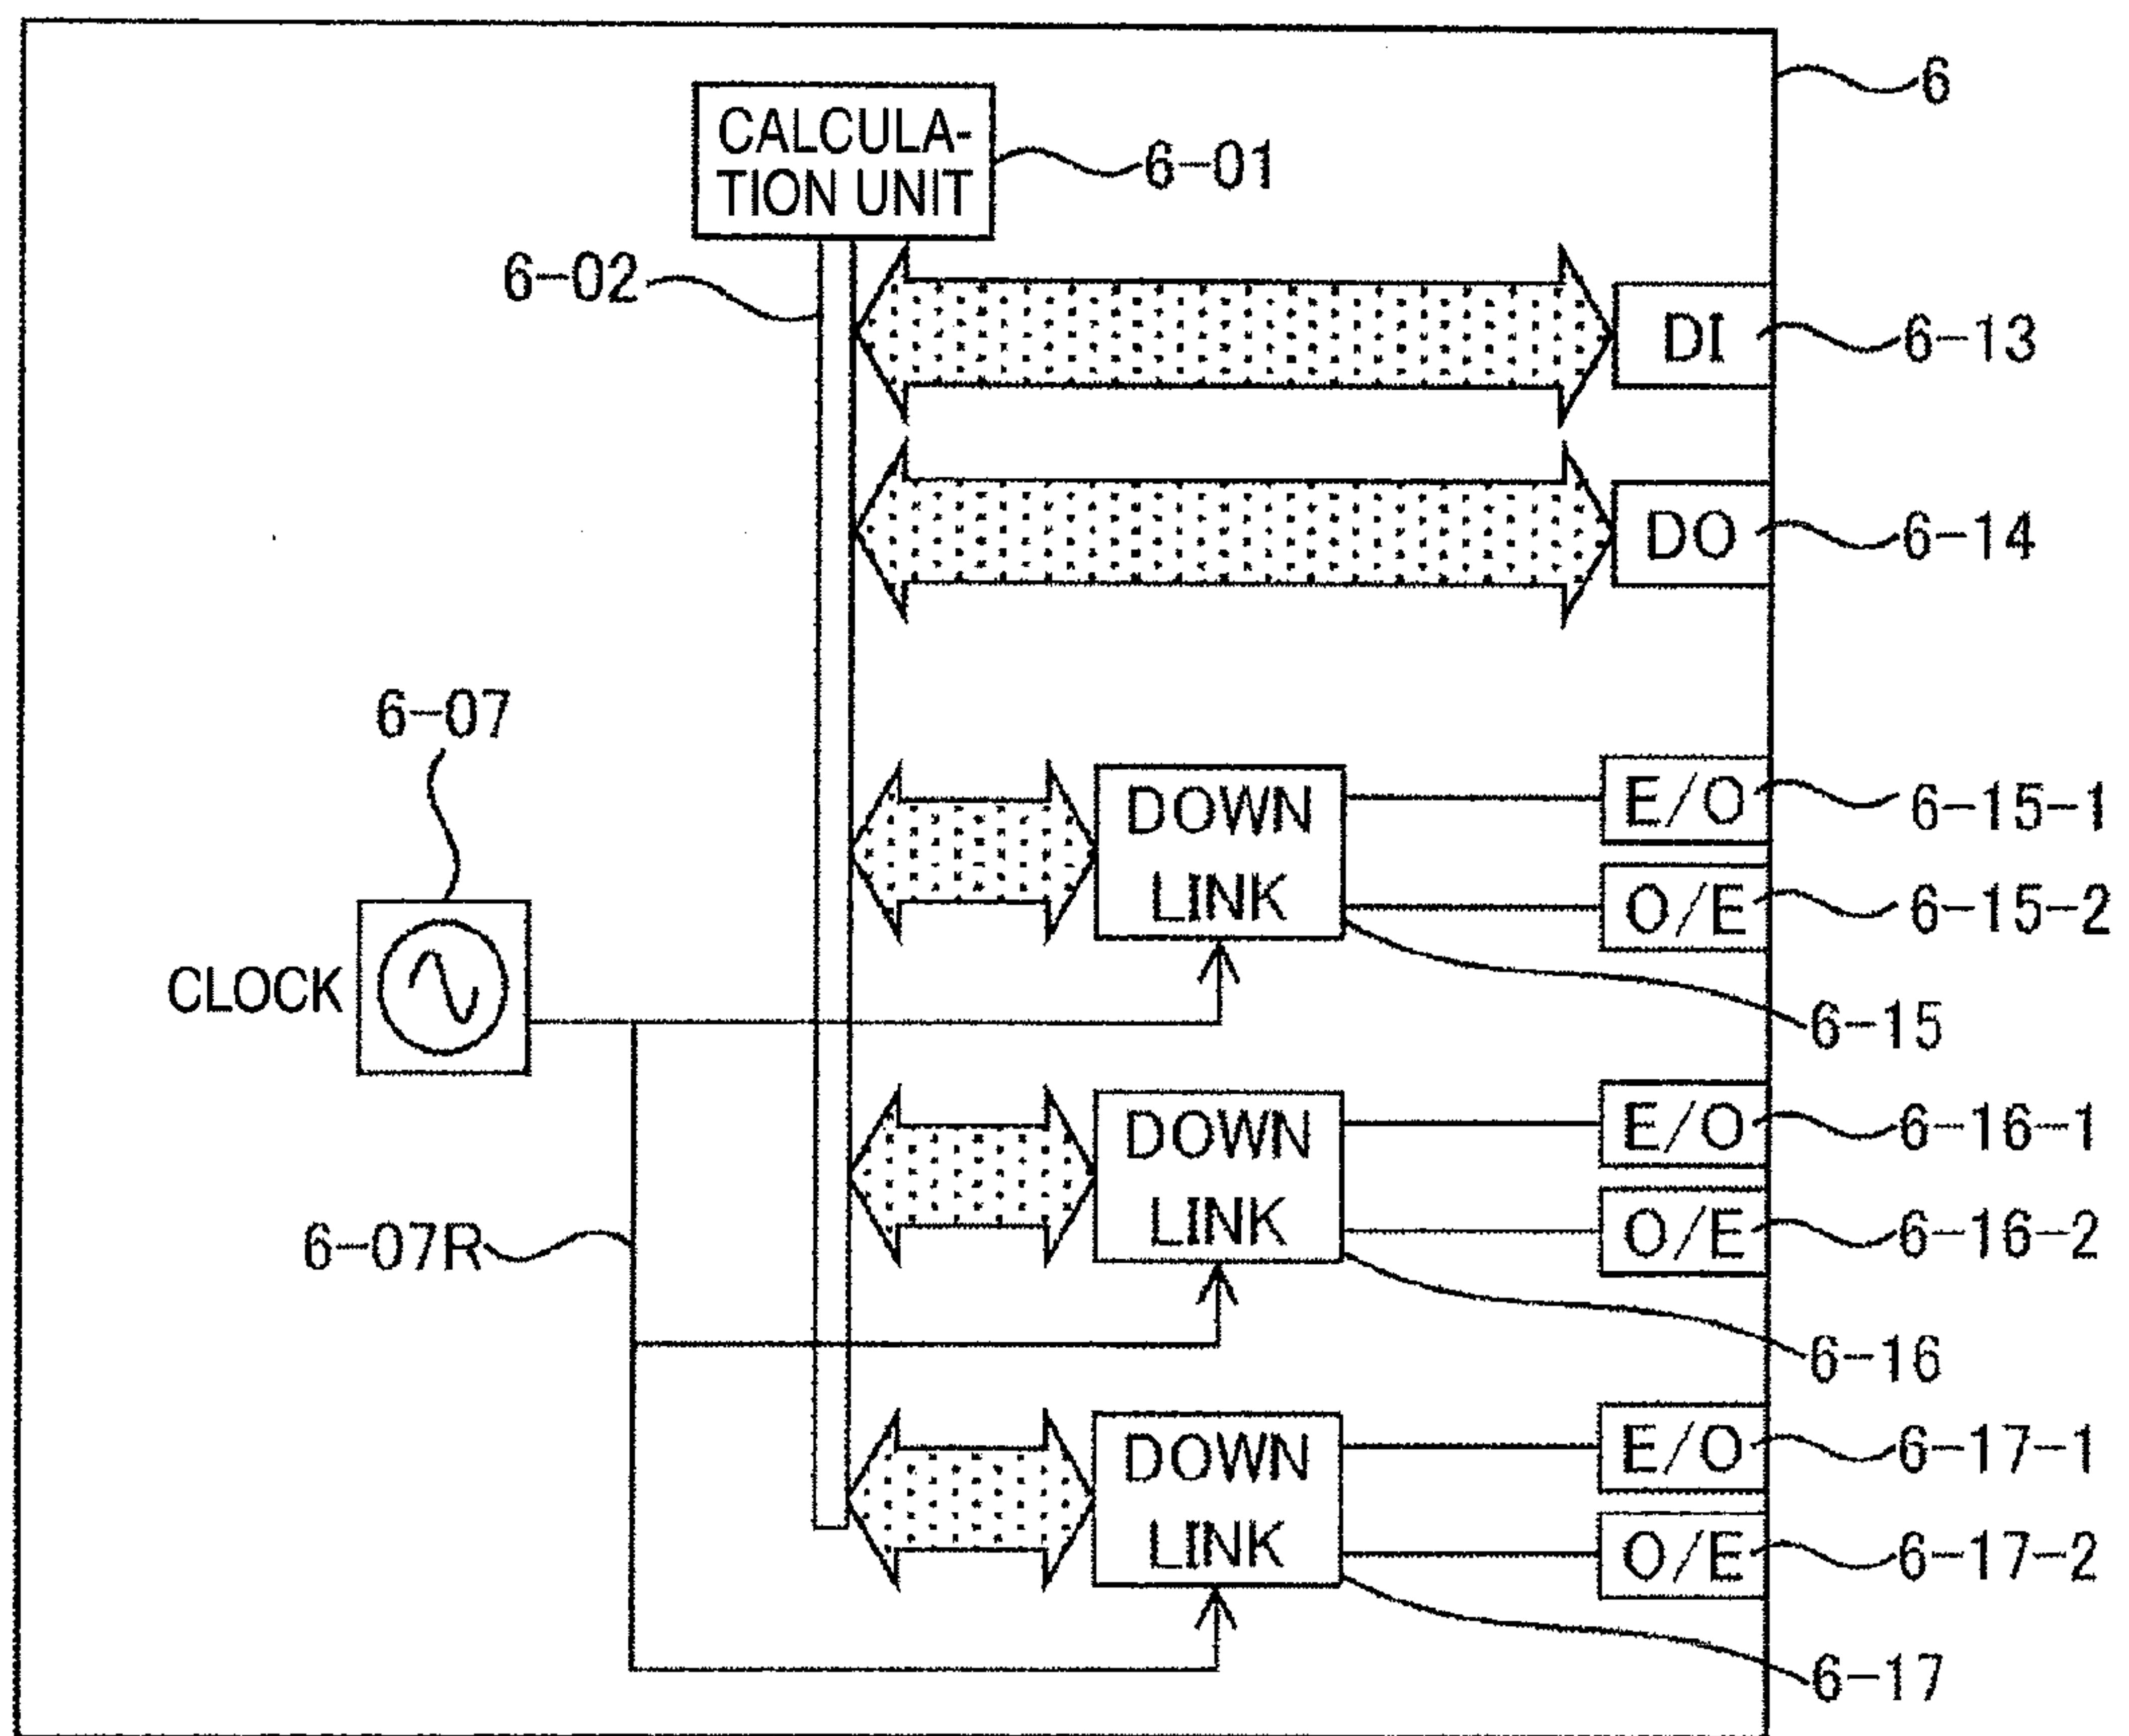 6
CALCULA-
TION UNIT
6-01
6-02
DI
6-13
DO
6-14
6-07
CLOCK
DOWN
LINK
E/O
6-15-1
O/E
6-15-2
6-15
6-07R
DOWN
LINK
E/O
6-16-1
O/E
6-16-2
6-16
DOWN
LINK
E/O
6-17-1
O/E
6-17-2
6-17